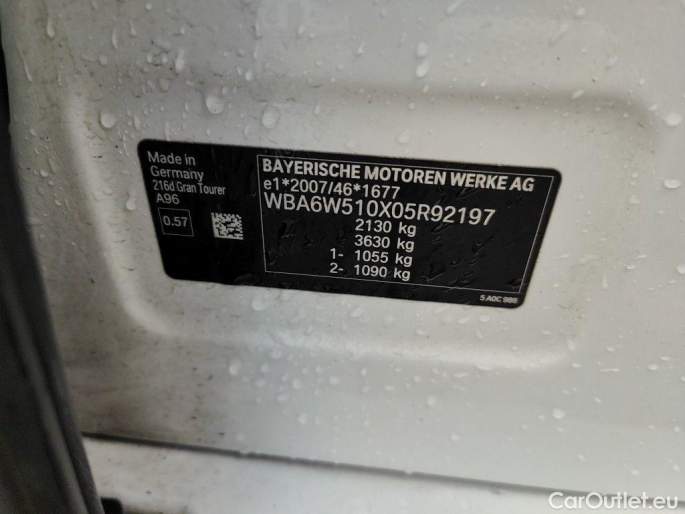 Made in
Germany
216d Gran Tourer
A96
0.57
BAYERISCHE MOTOREN WERKE AG
e1*2007/46*1677
WBA6W510X05R92197
2130 kg
3630 kg
1- 1055 kg
2- 1090 kg
5 A0C 988
CarOutlet.eu